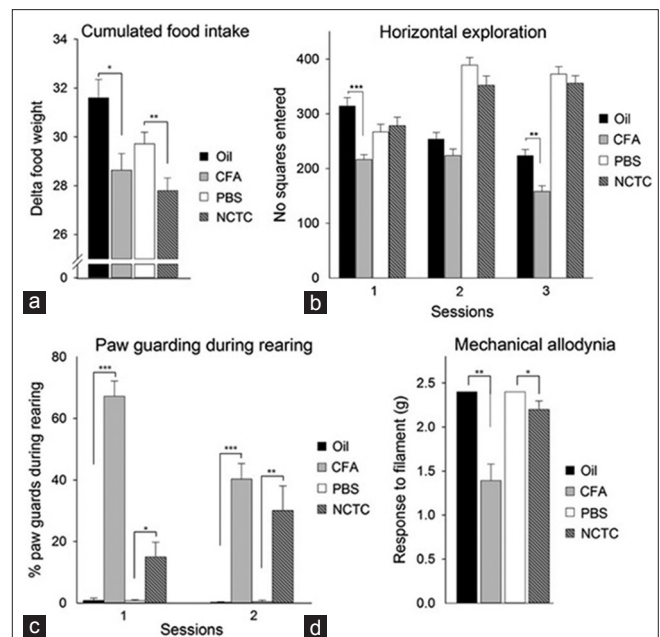 Cumulated food intake
Delta food weight
32
30
28
26
0
*
**
Oil
CFA
PBS
NCTC
a
Horizontal exploration
No squares entered
400
300
200
100
0
***
**
Oil
CFA
PBS
NCTC
1 2 3
Sessions
b
Paw guarding during rearing
% paw guards during rearing
80
60
40
20
0
***
*
***
**
Oil
CFA
PBS
NCTC
1 2
Sessions
c
Mechanical allodynia
Response to filament (g)
2.5
2.0
1.5
1.0
0.5
0.0
**
*
Oil
CFA
PBS
NCTC
d